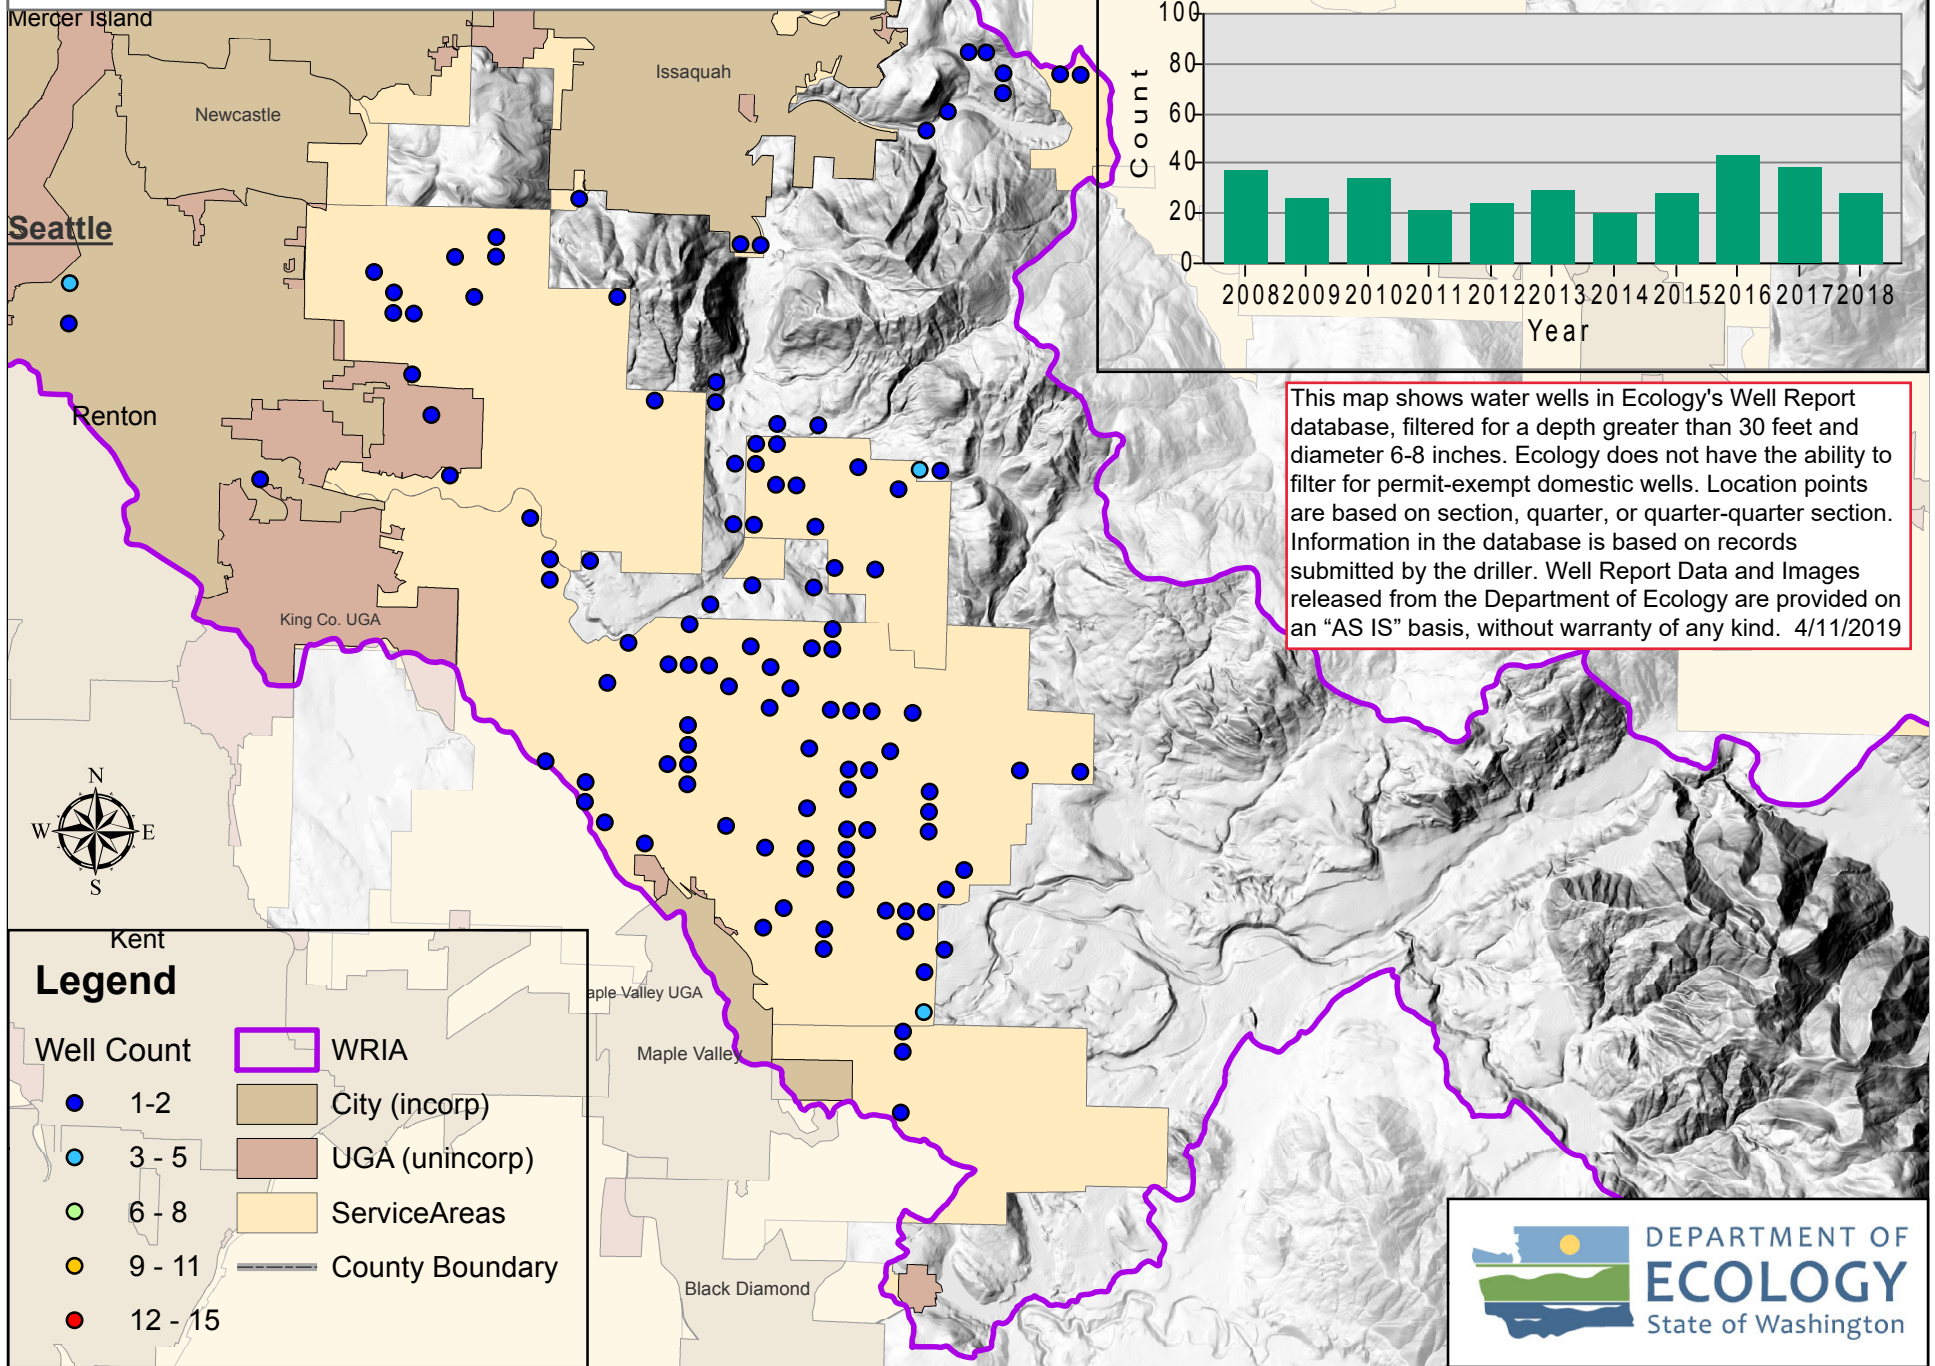 Mercer Island
Issaquah
Newcastle
Seattle
Renton
King Co. UGA
100
80
60
40
20
0
Count
2008 2009 2010 2011 2012 2013 2014 2015 2016 2017 2018
Year
This map shows water wells in Ecology's Well Report
database, filtered for a depth greater than 30 feet and
diameter 6-8 inches. Ecology does not have the ability to
filter for permit-exempt domestic wells. Location points
are based on section, quarter, or quarter-quarter section.
Information in the database is based on records
submitted by the driller. Well Report Data and Images
released from the Department of Ecology are provided on
an “AS IS” basis, without warranty of any kind. 4/11/2019
N
W E
S
Kent
aple Valley UGA
Maple Valley
Black Diamond
Legend
Well Count
1-2
3 - 5
6 - 8
9 - 11
12 - 15
WRIA
City (incorp)
UGA (unincorp)
ServiceAreas
County Boundary
DEPARTMENT OF
ECOLOGY
State of Washington